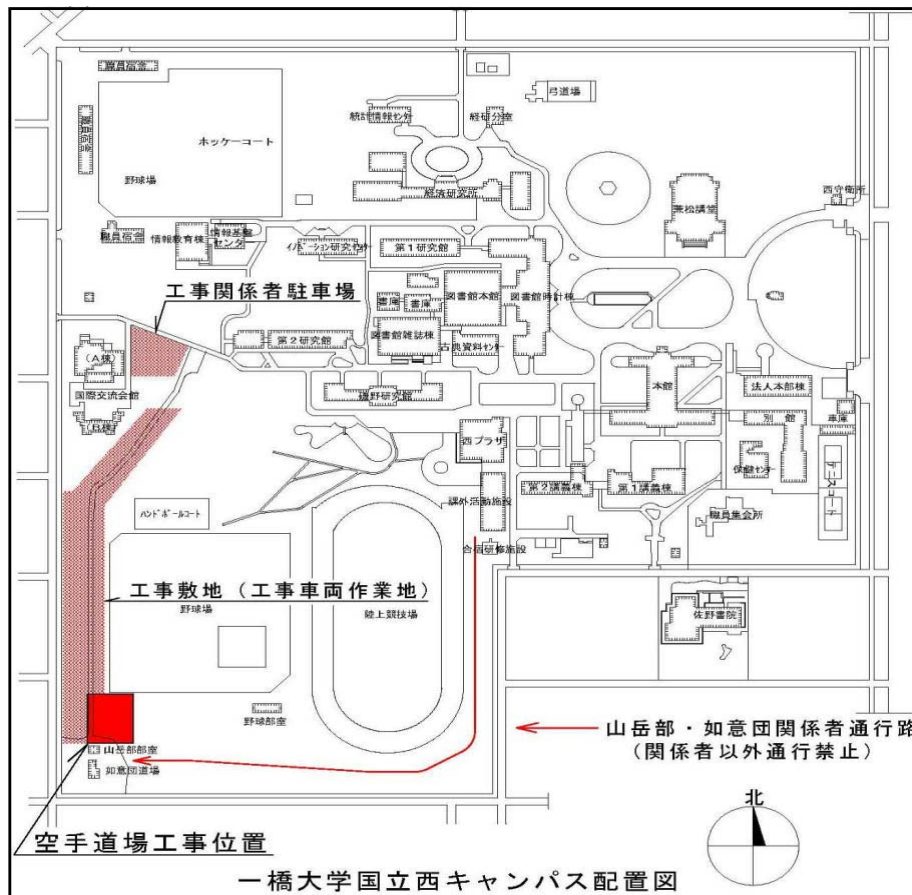 職員宿舎
弓道場
統計情報センター
経研分室
職員宿舎
ホッケーコート
野球場
経済研究所
西守衛所
兼松講堂
職員宿舎
情報教育棟
情報基盤
センター
イノベーション研究センター
第1研究館
工事関係者駐車場
書庫
書庫
図書館本館
図書館時計棟
第2研究館
図書館雑誌棟
古典資料センター
(A棟)
国際交流会館
(B棟)
磯野研究館
本館
法人本部棟
別館
車庫
西プラザ
保健センター
テニスコート
第2講義棟
第1講義棟
課外活動施設
職員集会所
ハンドボールコート
合宿研修施設
工事敷地(工事車両作業地)
野球場
陸上競技場
佐野書院
野球部室
山岳部・如意団関係者通行路
(関係者以外通行禁止)
山岳部部室
如意団道場
北
空手道場工事位置
一橋大学国立西キャンパス配置図